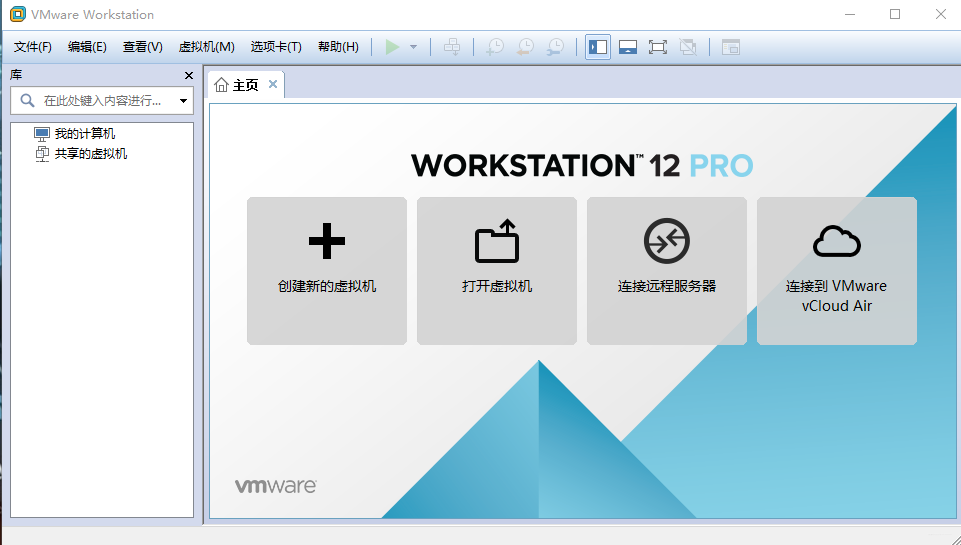 VMware Workstation
文件(F) 编辑(E) 查看(V) 虚拟机(M) 选项卡(T) 帮助(H)
库
在此处键入内容进行...
我的计算机
共享的虚拟机
主页
WORKSTATION™ 12 PRO
创建新的虚拟机
打开虚拟机
连接远程服务器
连接到 VMware
vCloud Air
vmware